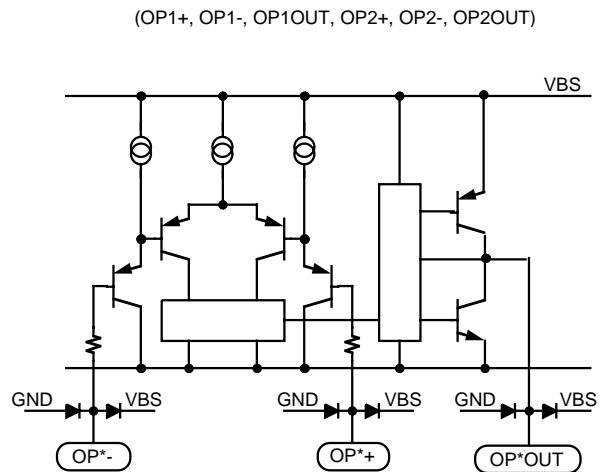 (OP1+, OP1-, OP1OUT, OP2+, OP2-, OP2OUT)
VBS
GND VBS GND VBS GND VBS
OP*- OP*+ OP*OUT